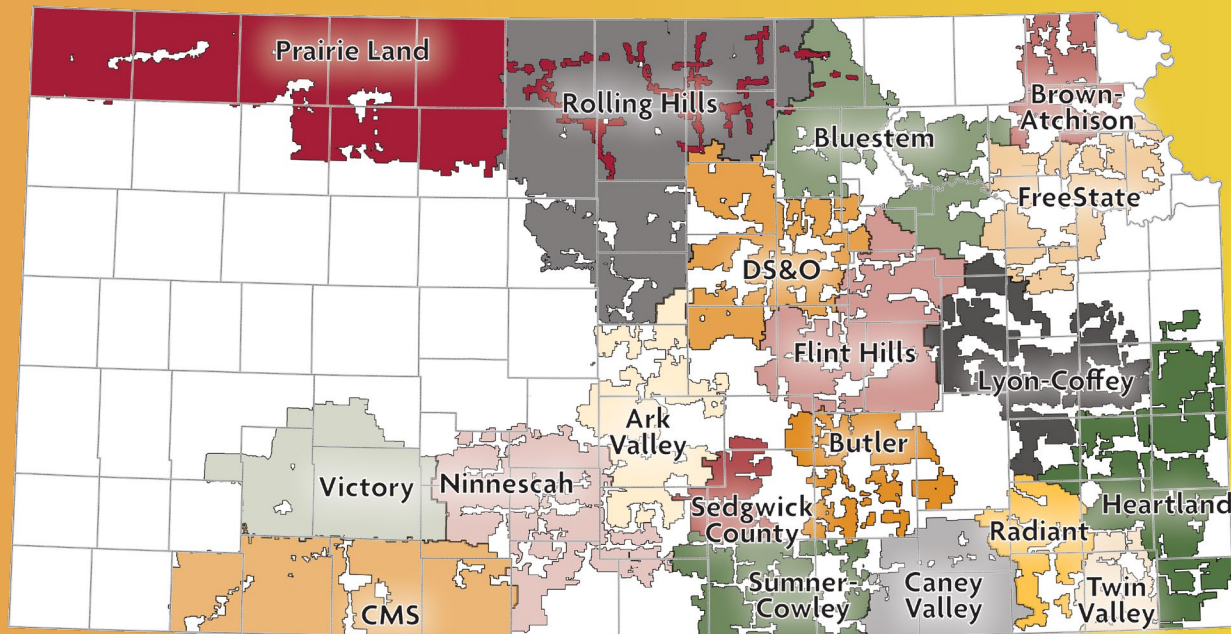 Prairie Land
Rolling Hills
Brown-
Atchison
Bluestem
FreeState
DS&O
Flint Hills
Lyon-Coffey
Ark
Valley
Butler
Victory
Ninnescah
Sedgwick
County
Heartland
Radiant
CMS
Sumner-
Cowley
Caney
Valley
Twin
Valley